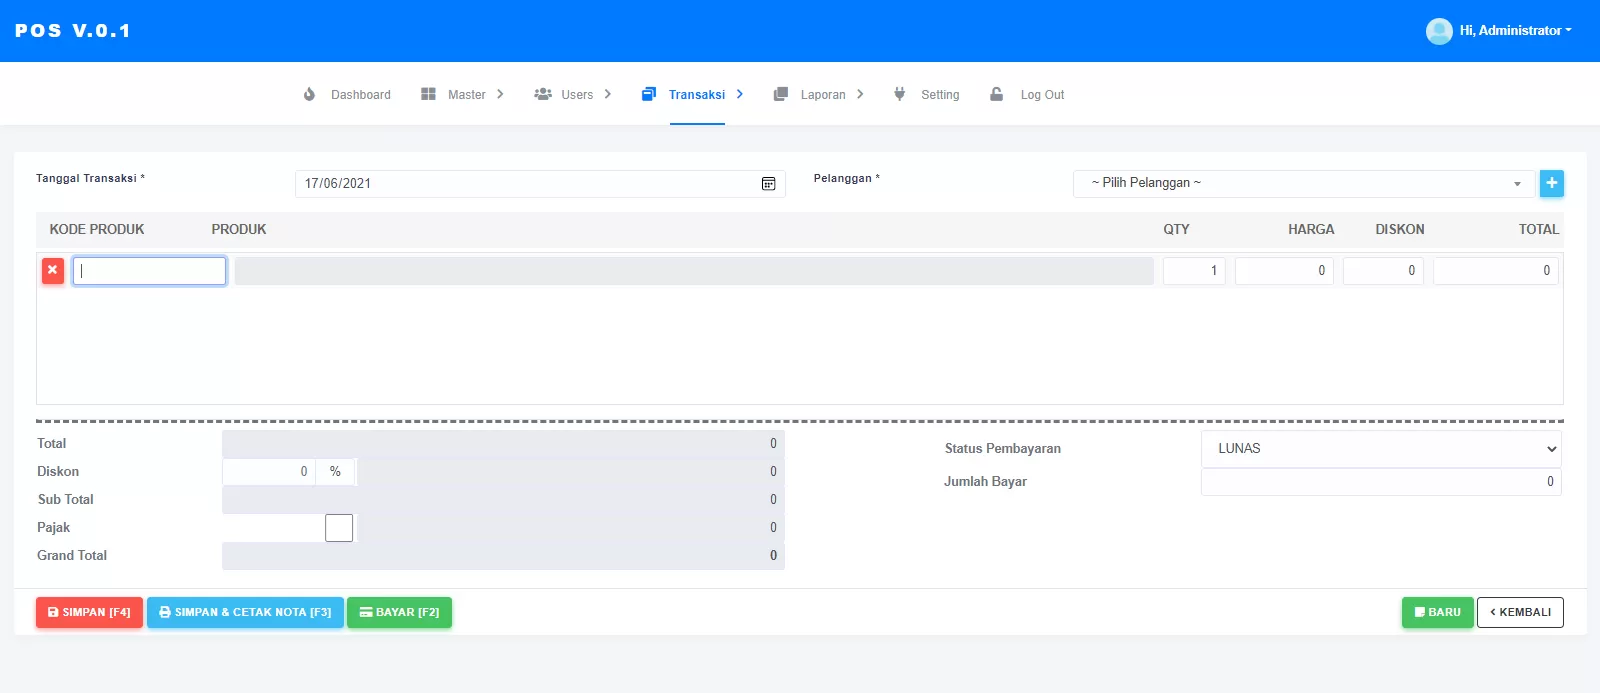 POS V.0.1
Hi, Administrator
Dashboard Master Users Transaksi Laporan Setting Log Out
Tanggal Transaksi * 17/06/2021 Pelanggan * ~ Pilih Pelanggan ~ +
KODE PRODUK PRODUK QTY HARGA DISKON TOTAL
1 0 0 0
Total 0
Diskon 0 % 0
Sub Total 0
Pajak 0
Grand Total 0
Status Pembayaran LUNAS
Jumlah Bayar 0
SIMPAN [F4] SIMPAN & CETAK NOTA [F3] BAYAR [F2] BARU < KEMBALI